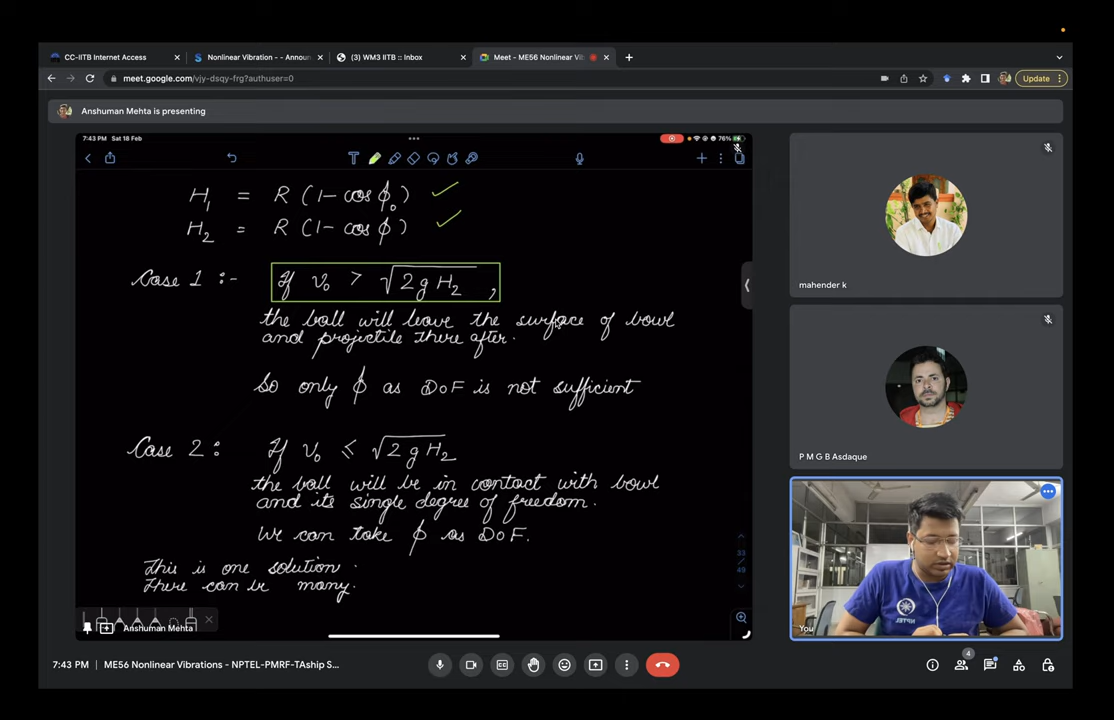 CC-IITB Internet Access
Nonlinear Vibration - - Announ
(3) WM3 IITB :: Inbox
Meet - ME56 Nonlinear Vib
meet.google.com/vjy-dsqy-frg?authuser=0
Update
Anshuman Mehta is presenting
7:43 PM Sat 18 Feb
76%
H₁ = R (1- cos ϕ₀)
H₂ = R (1- cos ϕ)
Case 1 :- If v₀ > √2gH₂ ,
the ball will leave the surface of bowl
and projectile there after.
So only ϕ as DoF is not sufficient
Case 2 : If v₀ ≤ √2gH₂
the ball will be in contact with bowl
and its single degree of freedom.
We can take ϕ as DoF.
This is one solution.
There can be many.
33
49
Anshuman Mehta
mahender k
P M G B Asdaque
NPTEL
You
7:43 PM | ME56 Nonlinear Vibrations - NPTEL-PMRF-TAship S...
4